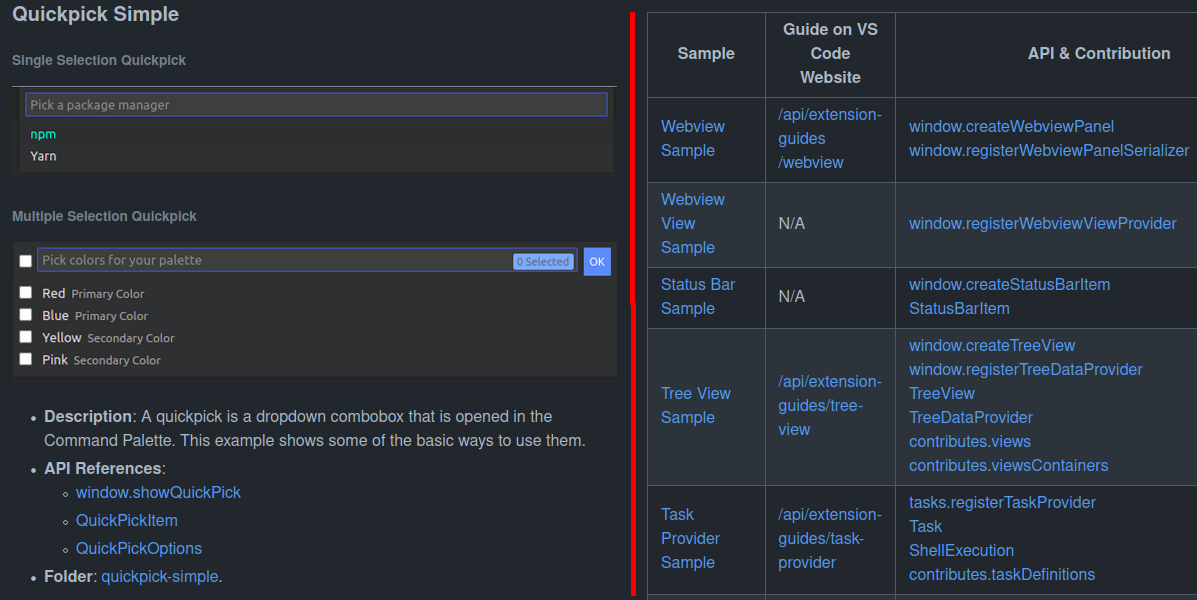 Quickpick Simple
Single Selection Quickpick
Pick a package manager
npm
Yarn
Multiple Selection Quickpick
Pick colors for your palette
0 Selected
OK
Red Primary Color
Blue Primary Color
Yellow Secondary Color
Pink Secondary Color
Description: A quickpick is a dropdown combobox that is opened in the
Command Palette. This example shows some of the basic ways to use them.
API References:
window.showQuickPick
QuickPickItem
QuickPickOptions
Folder: quickpick-simple.
Sample
Guide on VS
Code
Website
API & Contribution
Webview
Sample
/api/extension-
guides
/webview
window.createWebviewPanel
window.registerWebviewPanelSerializer
Webview
View
Sample
N/A
window.registerWebviewViewProvider
Status Bar
Sample
N/A
window.createStatusBarItem
StatusBarItem
Tree View
Sample
/api/extension-
guides/tree-
view
window.createTreeView
window.registerTreeDataProvider
TreeView
TreeDataProvider
contributes.views
contributes.viewsContainers
Task
Provider
Sample
/api/extension-
guides/task-
provider
tasks.registerTaskProvider
Task
ShellExecution
contributes.taskDefinitions